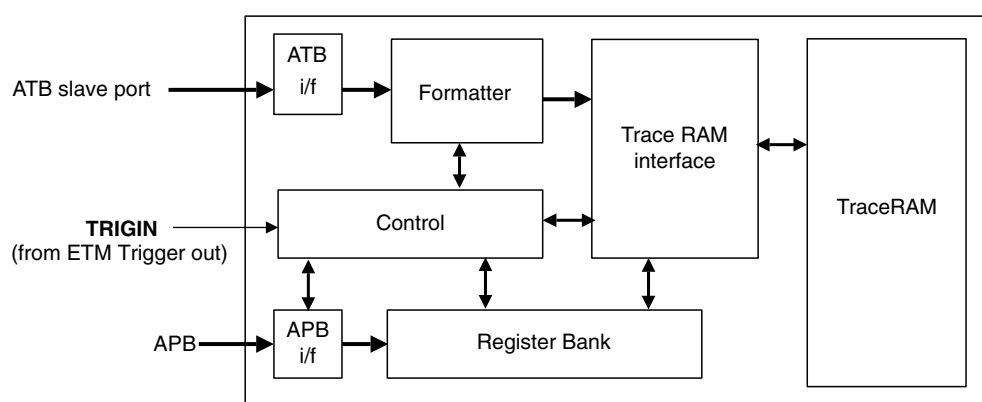 ATB
i/f
ATB slave port
Formatter
Trace RAM
interface
TraceRAM
Control
TRIGIN
(from ETM Trigger out)
APB
APB
i/f
Register Bank